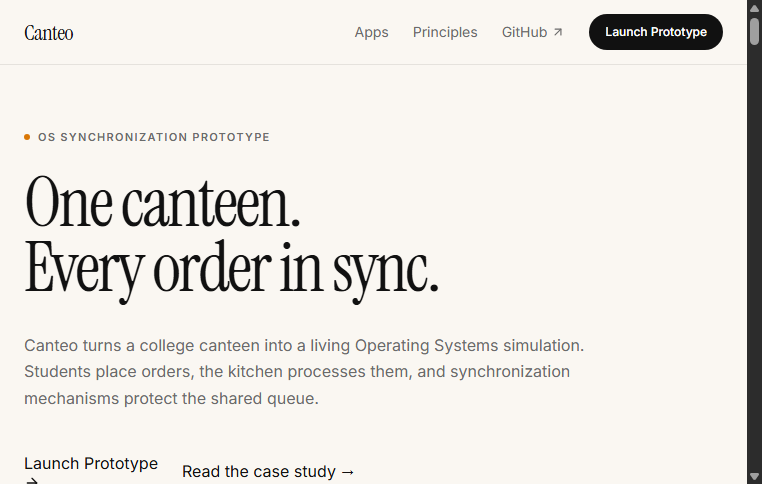 Canteo
Apps
Principles
GitHub ↗
Launch Prototype
OS SYNCHRONIZATION PROTOTYPE
One canteen.
Every order in sync.
Canteo turns a college canteen into a living Operating Systems simulation.
Students place orders, the kitchen processes them, and synchronization
mechanisms protect the shared queue.
Launch Prototype
→
Read the case study →